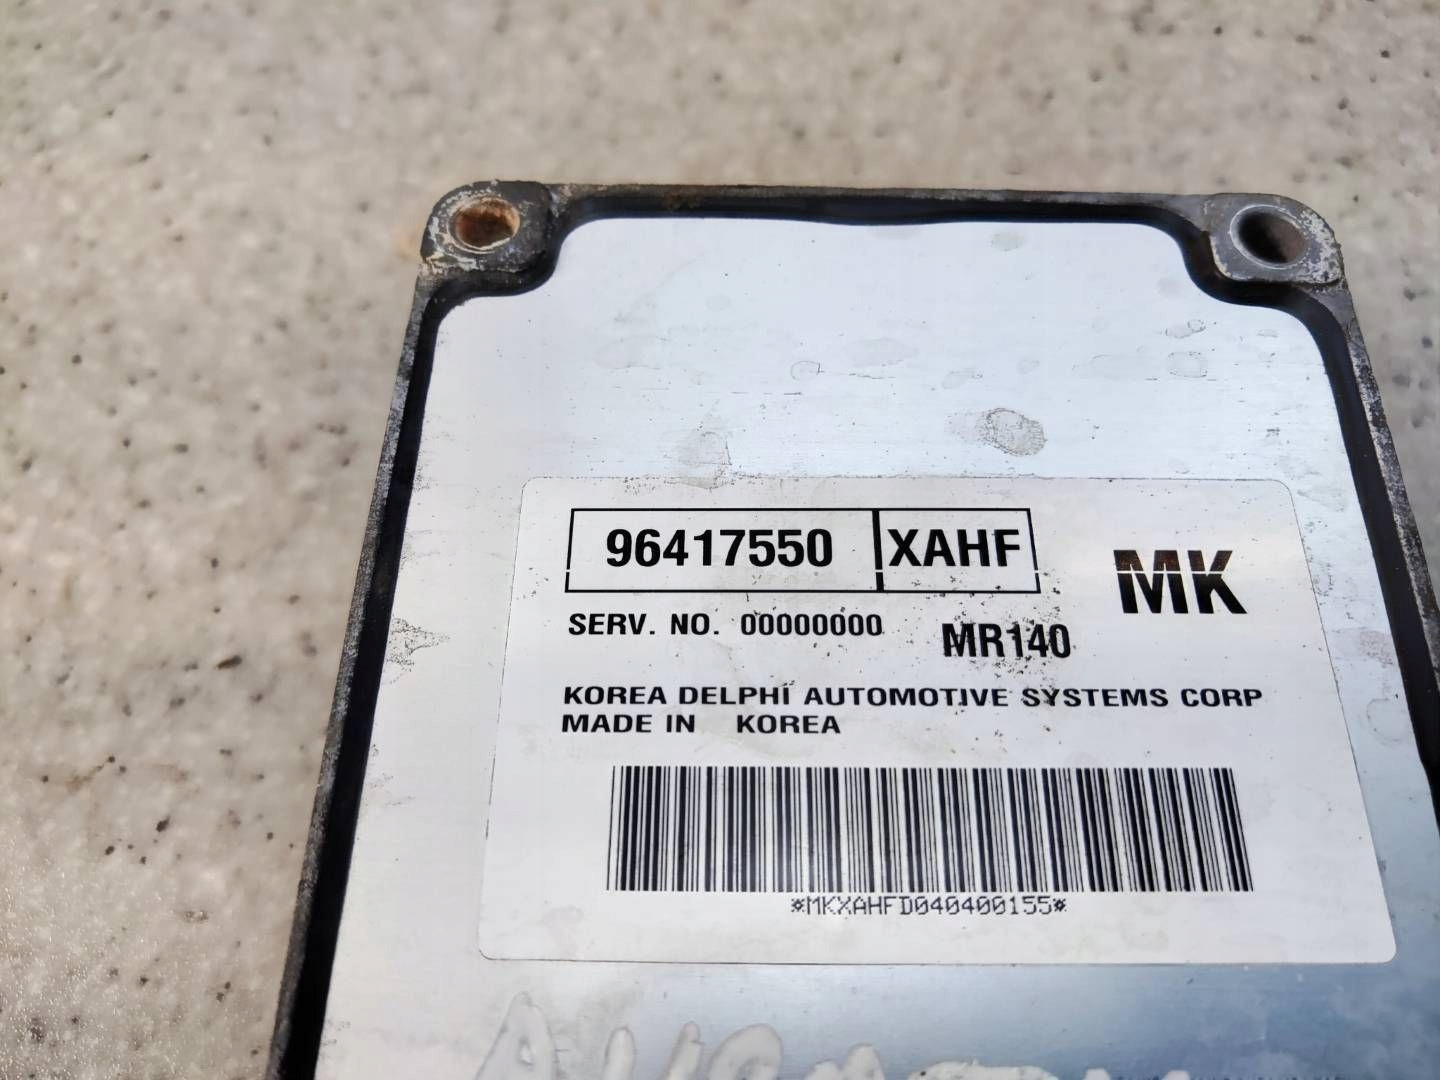 96417550 XAHF
MK
SERV. NO. 00000000 MR140
KOREA DELPHI AUTOMOTIVE SYSTEMS CORP
MADE IN KOREA
*MKXAHFD040400155*